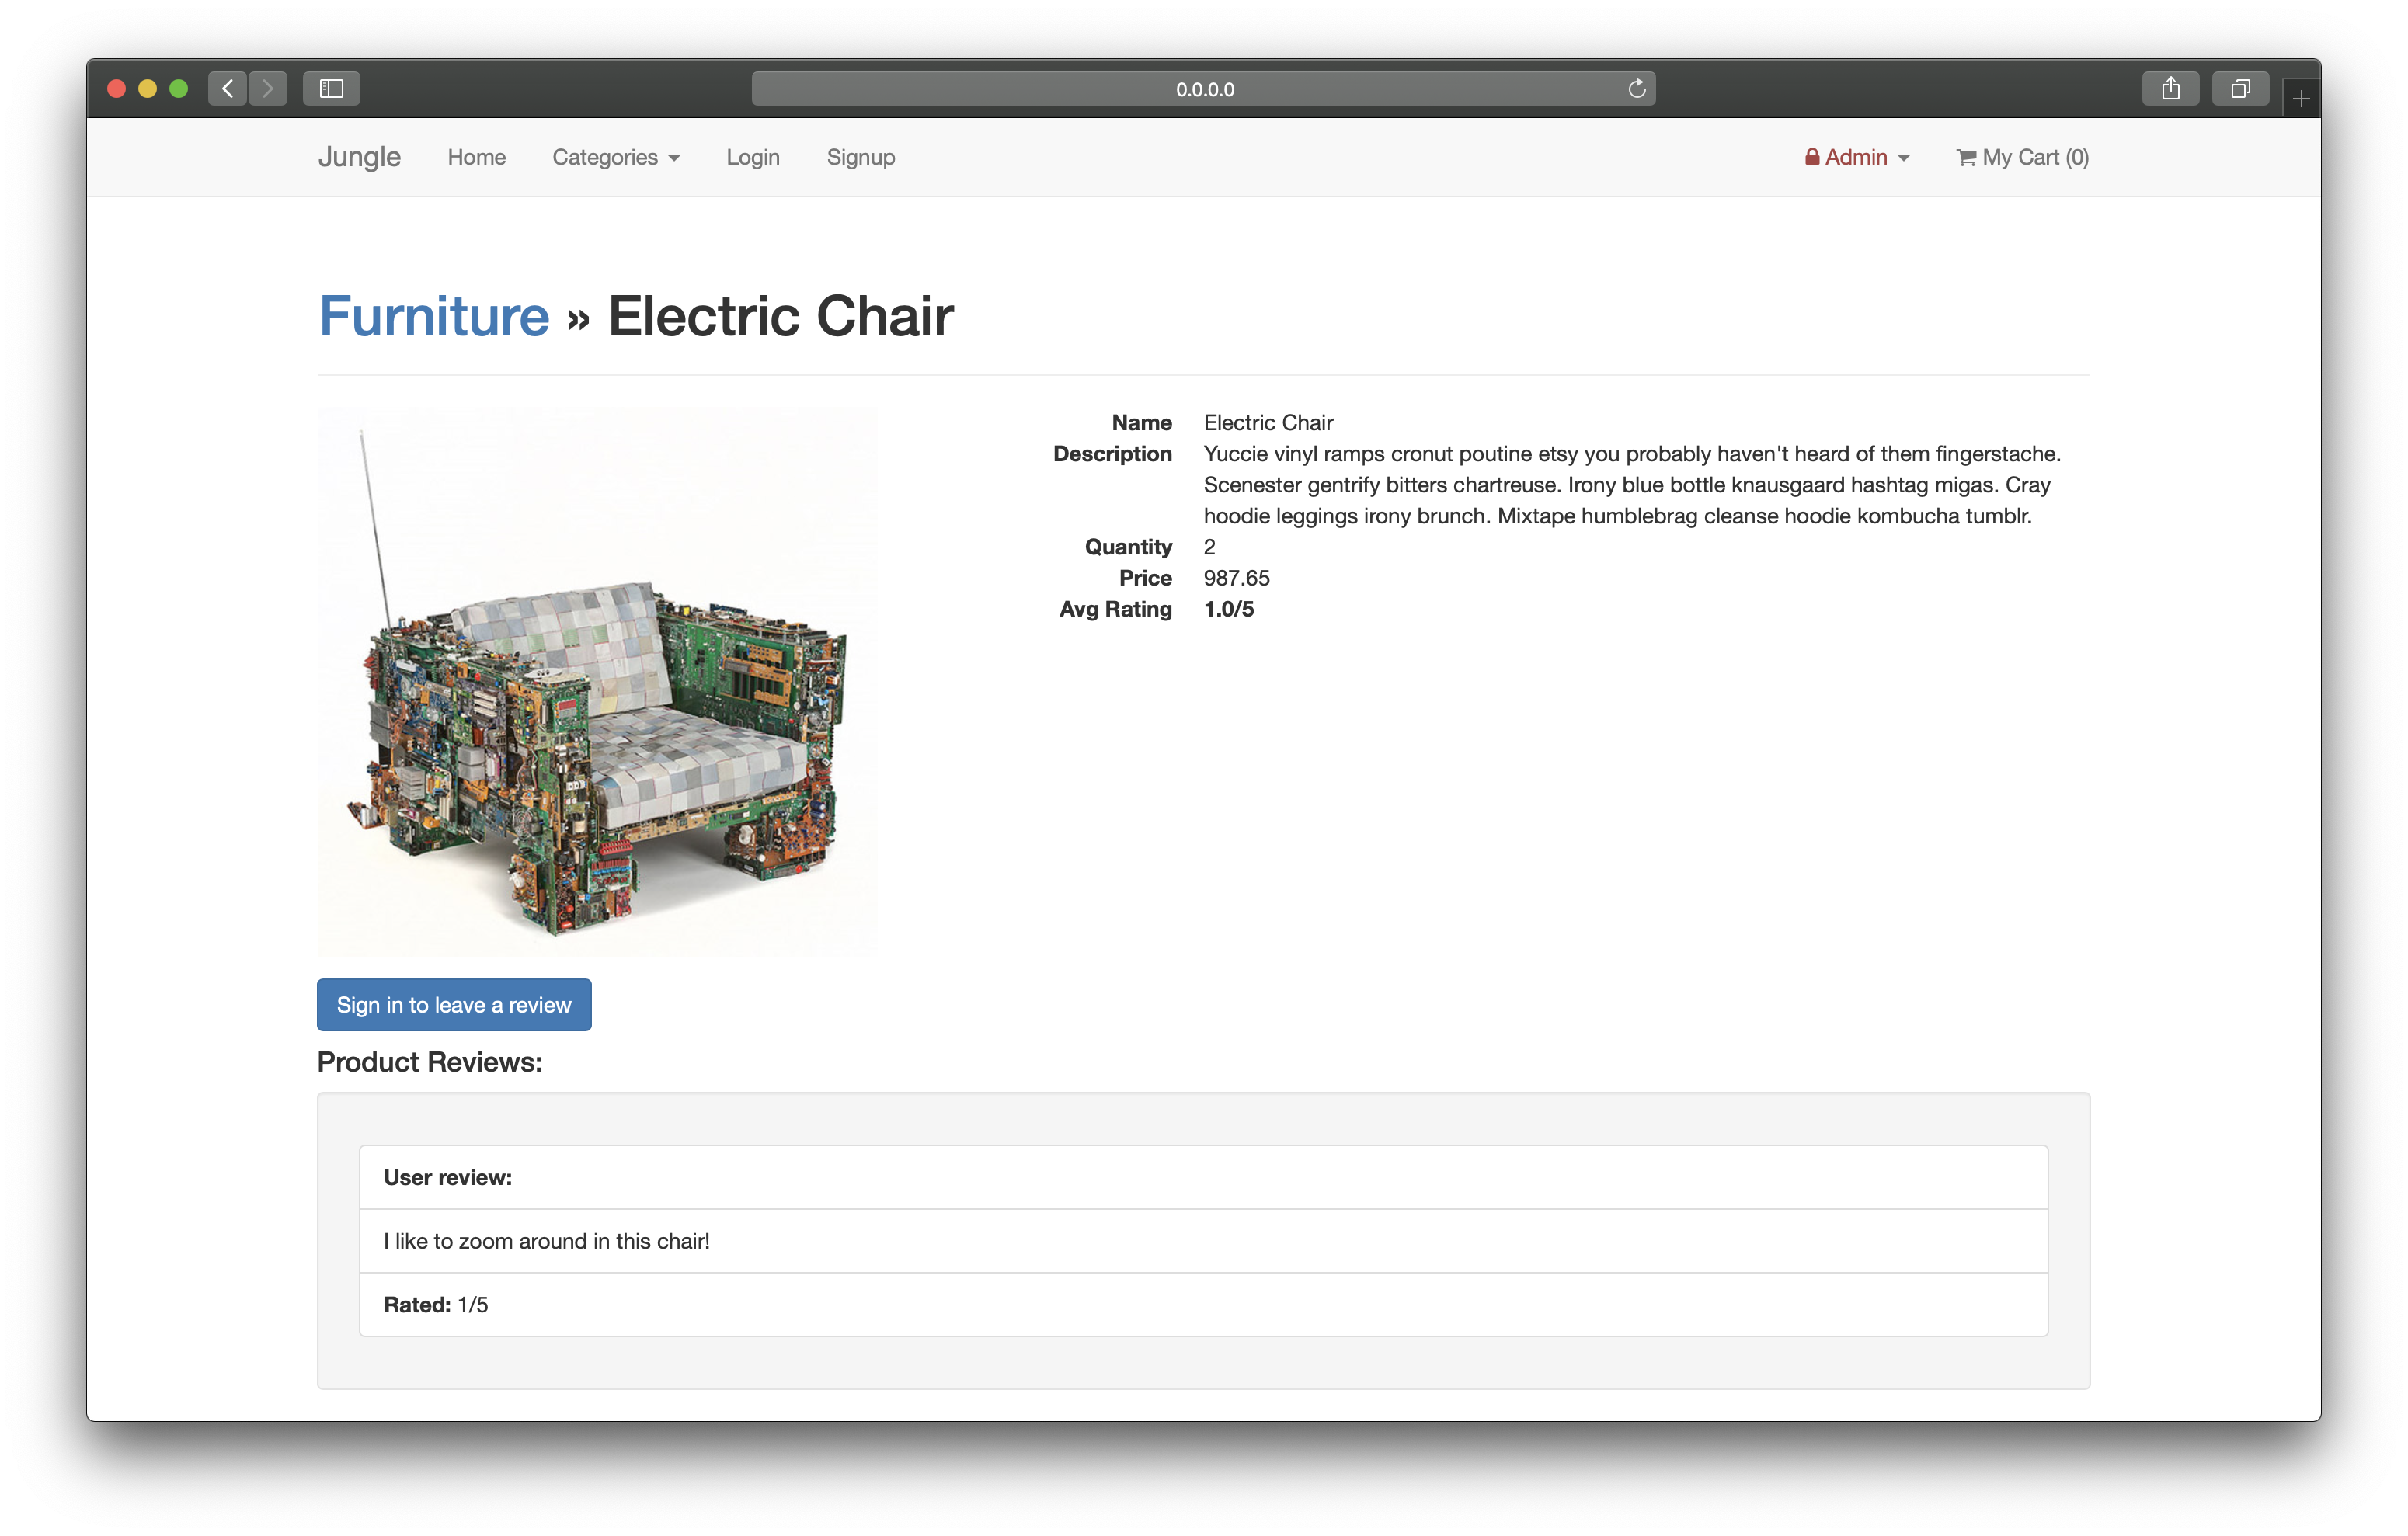 0.0.0.0
Jungle Home Categories Login Signup Admin My Cart (0)
Furniture » Electric Chair
Name Electric Chair
Description Yuccie vinyl ramps cronut poutine etsy you probably haven't heard of them fingerstache.
Scenester gentrify bitters chartreuse. Irony blue bottle knausgaard hashtag migas. Cray
hoodie leggings irony brunch. Mixtape humblebrag cleanse hoodie kombucha tumblr.
Quantity 2
Price 987.65
Avg Rating 1.0/5
Sign in to leave a review
Product Reviews:
User review:
I like to zoom around in this chair!
Rated: 1/5